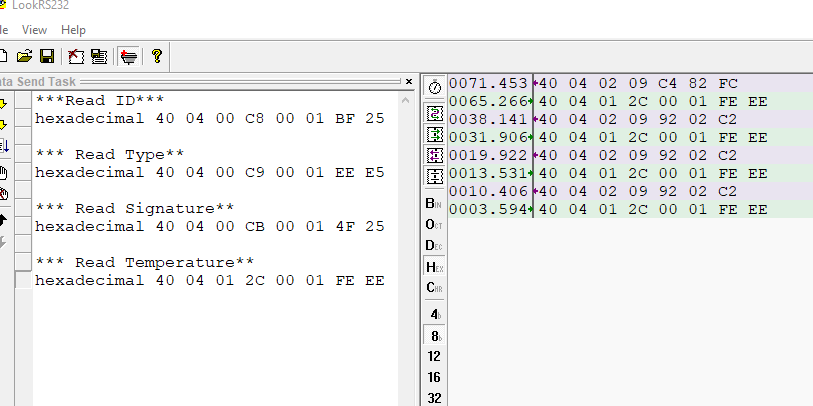 LookRS232
le View Help
ata Send Task
***Read ID***
hexadecimal 40 04 00 C8 00 01 BF 25
*** Read Type**
hexadecimal 40 04 00 C9 00 01 EE E5
*** Read Signature**
hexadecimal 40 04 00 CB 00 01 4F 25
*** Read Temperature**
hexadecimal 40 04 01 2C 00 01 FE EE
BIN
OCT
DEC
HEX
CHR
4b
8b
12
16
32
0071.453 40 04 02 09 C4 82 FC
0065.266 40 04 01 2C 00 01 FE EE
0038.141 40 04 02 09 92 02 C2
0031.906 40 04 01 2C 00 01 FE EE
0019.922 40 04 02 09 92 02 C2
0013.531 40 04 01 2C 00 01 FE EE
0010.406 40 04 02 09 92 02 C2
0003.594 40 04 01 2C 00 01 FE EE